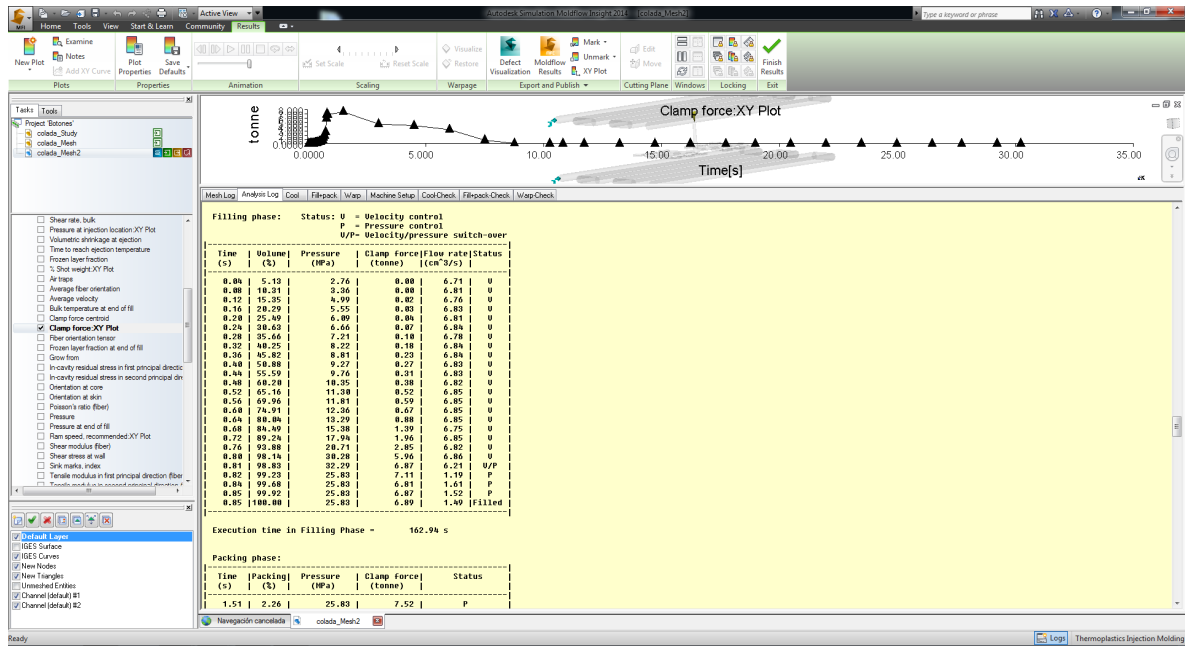 Active View
Autodesk Simulation Moldflow Insight 2014 [colada_Mesh2]
Type a keyword or phrase
Home Tools View Start & Learn Community Results
New Plot
Examine
Notes
Add XY Curve
Plot Properties
Save Defaults
Set Scale
Reset Scale
Visualize
Restore
Defect Visualization
Moldflow Results
Mark
Unmark
XY Plot
Edit
Move
Finish Results
Plots Properties Animation Scaling Warpage Export and Publish Cutting Plane Windows Locking Exit
Tasks Tools
Project 'Botones'
colada_Study
colada_Mesh
colada_Mesh2
Shear rate, bulk
Pressure at injection location:XY Plot
Volumetric shrinkage at ejection
Time to reach ejection temperature
Frozen layer fraction
% Shot weight:XY Plot
Air traps
Average fiber orientation
Average velocity
Bulk temperature at end of fill
Clamp force centroid
Clamp force:XY Plot
Fiber orientation tensor
Frozen layer fraction at end of fill
Grow from
In-cavity residual stress in first principal directic
In-cavity residual stress in second principal dire
Orientation at core
Orientation at skin
Poisson's ratio (fiber)
Pressure
Pressure at end of fill
Ram speed, recommended:XY Plot
Shear modulus (fiber)
Shear stress at wall
Sink marks, index
Tensile modulus in first principal direction (fiber
Default Layer
IGES Surface
IGES Curves
New Nodes
New Triangles
Unmeshed Entities
Channel (default) #1
Channel (default) #2
Clamp force:XY Plot
tonne
8.000
0.0000
0.0000 5.000 10.00 15.00 20.00 25.00 30.00 35.00
Time[s]
Mesh Log Analysis Log Cool Fill+pack Warp Machine Setup Cool-Check Fill+pack-Check Warp-Check
Filling phase: Status: V = Velocity control
P = Pressure control
V/P= Velocity/pressure switch-over
|--------------------------------------------------------------|
| Time | Volume| Pressure | Clamp force|Flow rate|Status |
| (s) | (%) | (MPa) | (tonne) |(cm^3/s) | |
|--------------------------------------------------------------|
| 0.04 | 5.13 | 2.76 | 0.00 | 6.71 | V |
| 0.08 | 10.31 | 3.36 | 0.00 | 6.81 | V |
| 0.12 | 15.35 | 4.99 | 0.02 | 6.76 | V |
| 0.16 | 20.29 | 5.55 | 0.03 | 6.83 | V |
| 0.20 | 25.49 | 6.09 | 0.04 | 6.81 | V |
| 0.24 | 30.63 | 6.66 | 0.07 | 6.84 | V |
| 0.28 | 35.66 | 7.21 | 0.10 | 6.78 | V |
| 0.32 | 40.25 | 8.22 | 0.18 | 6.84 | V |
| 0.36 | 45.82 | 8.81 | 0.23 | 6.84 | V |
| 0.40 | 50.88 | 9.27 | 0.27 | 6.83 | V |
| 0.44 | 55.59 | 9.76 | 0.31 | 6.83 | V |
| 0.48 | 60.20 | 10.35 | 0.38 | 6.82 | V |
| 0.52 | 65.16 | 11.30 | 0.52 | 6.85 | V |
| 0.56 | 69.96 | 11.81 | 0.59 | 6.85 | V |
| 0.60 | 74.91 | 12.36 | 0.67 | 6.85 | V |
| 0.64 | 80.04 | 13.29 | 0.88 | 6.85 | V |
| 0.68 | 84.49 | 15.38 | 1.39 | 6.75 | V |
| 0.72 | 89.24 | 17.94 | 1.96 | 6.85 | V |
| 0.76 | 93.88 | 20.71 | 2.85 | 6.82 | V |
| 0.80 | 98.14 | 30.28 | 5.96 | 6.86 | V |
| 0.81 | 98.83 | 32.29 | 6.87 | 6.21 | V/P |
| 0.82 | 99.23 | 25.83 | 7.11 | 1.19 | P |
| 0.84 | 99.68 | 25.83 | 6.81 | 1.61 | P |
| 0.85 | 99.92 | 25.83 | 6.87 | 1.52 | P |
| 0.85 |100.00 | 25.83 | 6.89 | 1.49 |Filled |
|--------------------------------------------------------------|
Execution time in Filling Phase = 162.94 s
Packing phase:
|--------------------------------------------------------------|
| Time |Packing| Pressure | Clamp force| Status |
| (s) | (%) | (MPa) | (tonne) | |
|--------------------------------------------------------------|
| 1.51 | 2.26 | 25.83 | 7.52 | P |
Navegación cancelada colada_Mesh2
Ready
Logs Thermoplastics Injection Molding